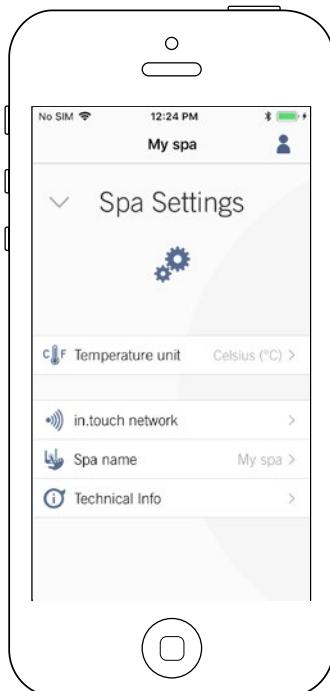 No SIM 12:24 PM
My spa
Spa Settings
C F Temperature unit Celsius (°C) >
in.touch network >
Spa name My spa >
Technical Info >